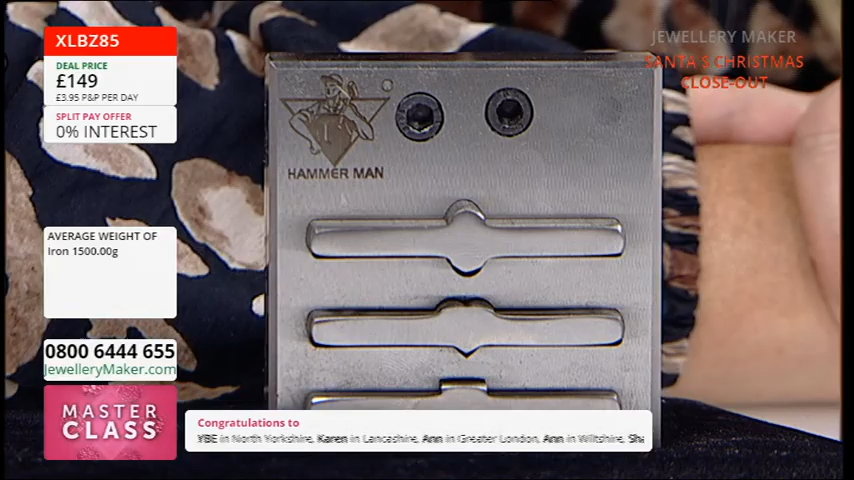 XLBZ85
DEAL PRICE
£149
£3.95 P&P PER DAY
SPLIT PAY OFFER
0% INTEREST
AVERAGE WEIGHT OF
Iron 1500.00g
0800 6444 655
JewelleryMaker.com
MASTER
CLASS
JEWELLERY MAKER
SANTA'S CHRISTMAS
CLOSE-OUT
HAMMER MAN
Congratulations to
YBE in North Yorkshire, Karen in Lancashire, Ann in Greater London, Ann in Wiltshire, Sha